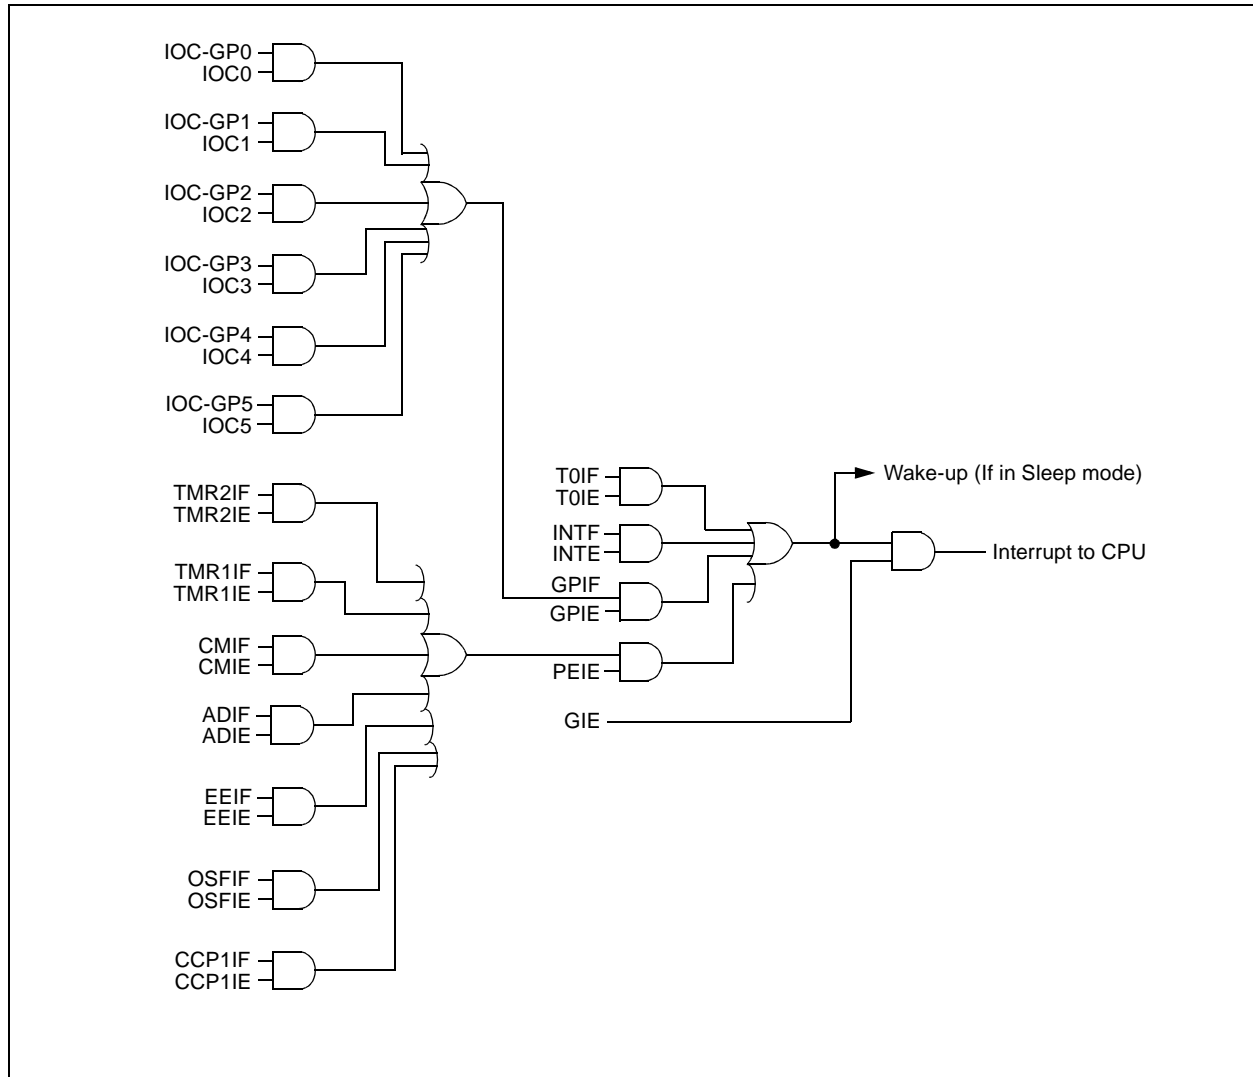 IOC-GP0
IOC0
IOC-GP1
IOC1
IOC-GP2
IOC2
IOC-GP3
IOC3
IOC-GP4
IOC4
IOC-GP5
IOC5
TMR2IF
TMR2IE
TMR1IF
TMR1IE
CMIF
CMIE
ADIF
ADIE
EEIF
EEIE
OSFIF
OSFIE
CCP1IF
CCP1IE
T0IF
T0IE
INTF
INTE
GPIF
GPIE
PEIE
GIE
Wake-up (If in Sleep mode)
Interrupt to CPU